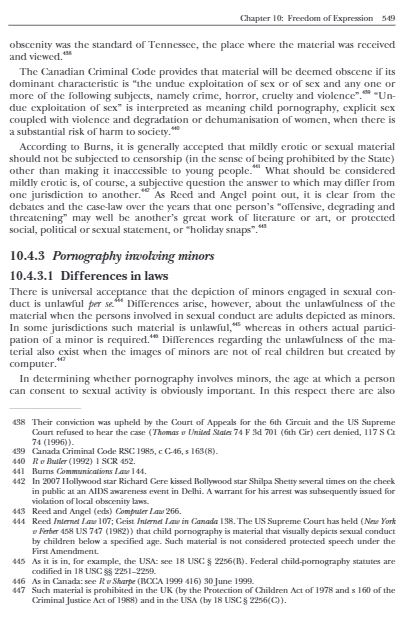 Chapter 10: Freedom of Expression 549
obscenity was the standard of Tennessee, the place where the material was received
and viewed.438
The Canadian Criminal Code provides that material will be deemed obscene if its
dominant characteristic is “the undue exploitation of sex or of sex and any one or
more of the following subjects, namely crime, horror, cruelty and violence”.439 “Un-
due exploitation of sex” is interpreted as meaning child pornography, explicit sex
coupled with violence and degradation or dehumanisation of women, when there is
a substantial risk of harm to society.440
According to Burns, it is generally accepted that mildly erotic or sexual material
should not be subjected to censorship (in the sense of being prohibited by the State)
other than making it inaccessible to young people.441 What should be considered
mildly erotic is, of course, a subjective question the answer to which may differ from
one jurisdiction to another.442 As Reed and Angel point out, it is clear from the
debates and the case-law over the years that one person’s “offensive, degrading and
threatening” may well be another’s great work of literature or art, or protected
social, political or sexual statement, or “holiday snaps”.443
10.4.3 Pornography involving minors
10.4.3.1 Differences in laws
There is universal acceptance that the depiction of minors engaged in sexual con-
duct is unlawful per se.444 Differences arise, however, about the unlawfulness of the
material when the persons involved in sexual conduct are adults depicted as minors.
In some jurisdictions such material is unlawful,445 whereas in others actual partici-
pation of a minor is required.446 Differences regarding the unlawfulness of the ma-
terial also exist when the images of minors are not of real children but created by
computer.447
In determining whether pornography involves minors, the age at which a person
can consent to sexual activity is obviously important. In this respect there are also
438 Their conviction was upheld by the Court of Appeals for the 6th Circuit and the US Supreme
Court refused to hear the case (Thomas v United States 74 F 3d 701 (6th Cir) cert denied, 117 S Ct
74 (1996)).
439 Canada Criminal Code RSC 1985, c C-46, s 163(8).
440 R v Butler (1992) 1 SCR 452.
441 Burns Communications Law 144.
442 In 2007 Hollywood star Richard Gere kissed Bollywood star Shilpa Shetty several times on the cheek
in public at an AIDS awareness event in Delhi. A warrant for his arrest was subsequently issued for
violation of local obscenity laws.
443 Reed and Angel (eds) Computer Law 266.
444 Reed Internet Law 107; Geist Internet Law in Canada 138. The US Supreme Court has held (New York
v Ferber 458 US 747 (1982)) that child pornography is material that visually depicts sexual conduct
by children below a specified age. Such material is not considered protected speech under the
First Amendment.
445 As it is in, for example, the USA: see 18 USC § 2256(B). Federal child-pornography statutes are
codified in 18 USC §§ 2251–2259.
446 As in Canada: see R v Sharpe (BCCA 1999 416) 30 June 1999.
447 Such material is prohibited in the UK (by the Protection of Children Act of 1978 and s 160 of the
Criminal Justice Act of 1988) and in the USA (by 18 USC § 2256(C)).